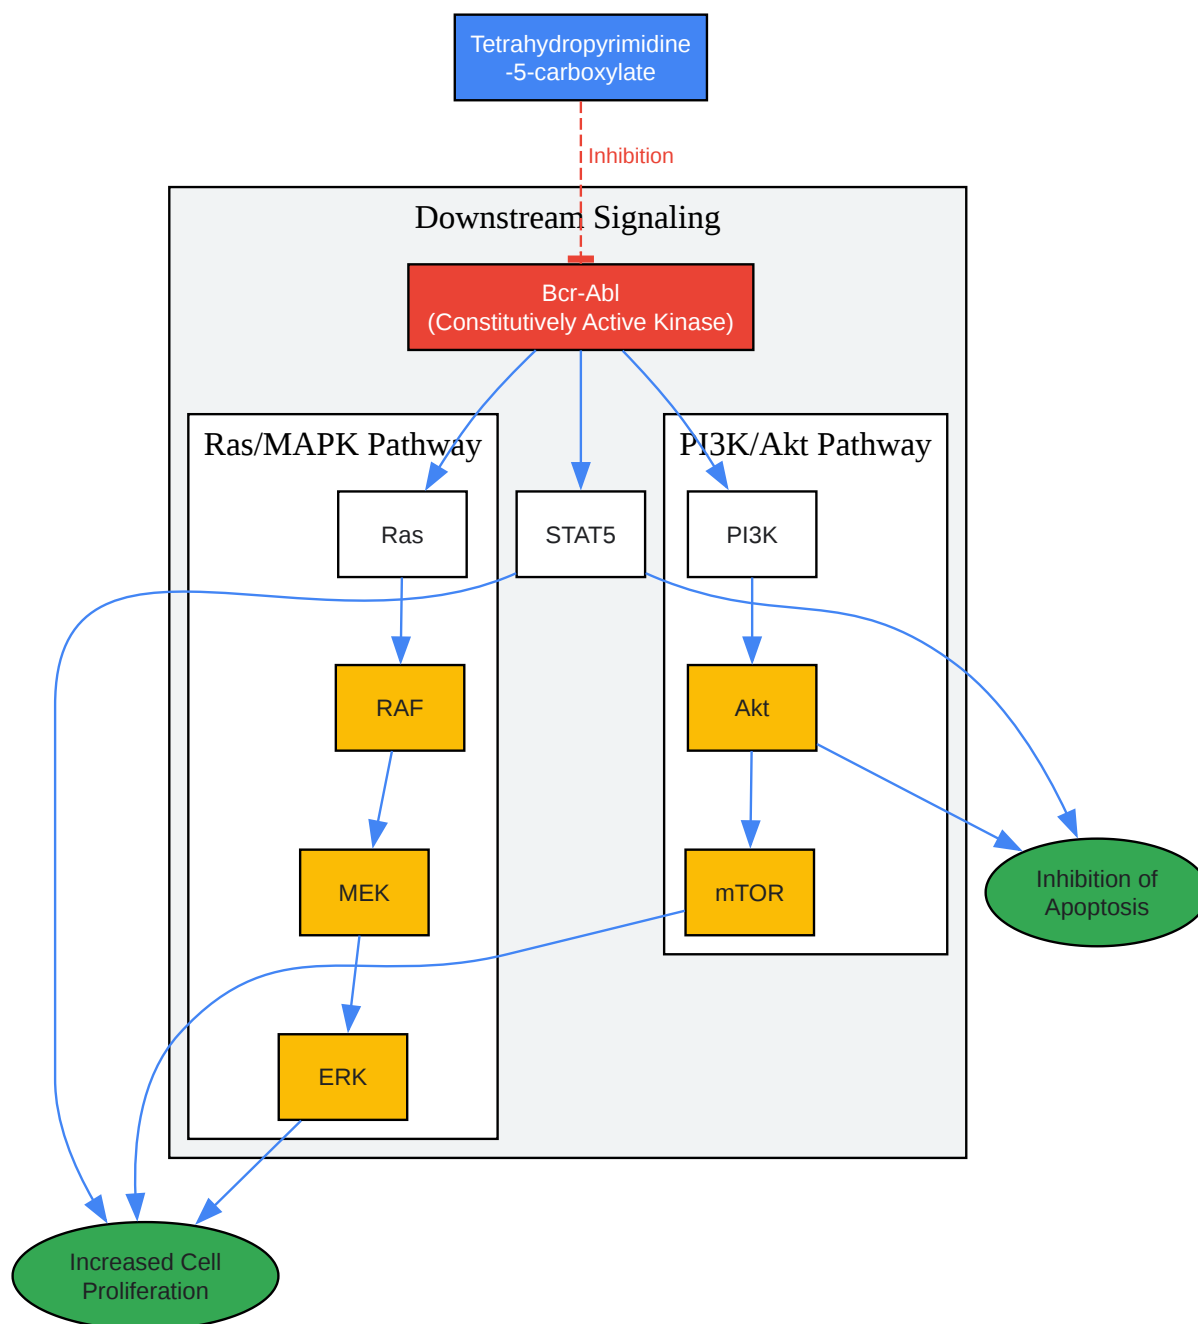 Tetrahydropyrimidine
-5-carboxylate
Inhibition
Downstream Signaling
Bcr-Abl
(Constitutively Active Kinase)
Ras/MAPK Pathway
PI3K/Akt Pathway
Ras
STAT5
PI3K
RAF
Akt
MEK
mTOR
Inhibition of
Apoptosis
ERK
Increased Cell
Proliferation